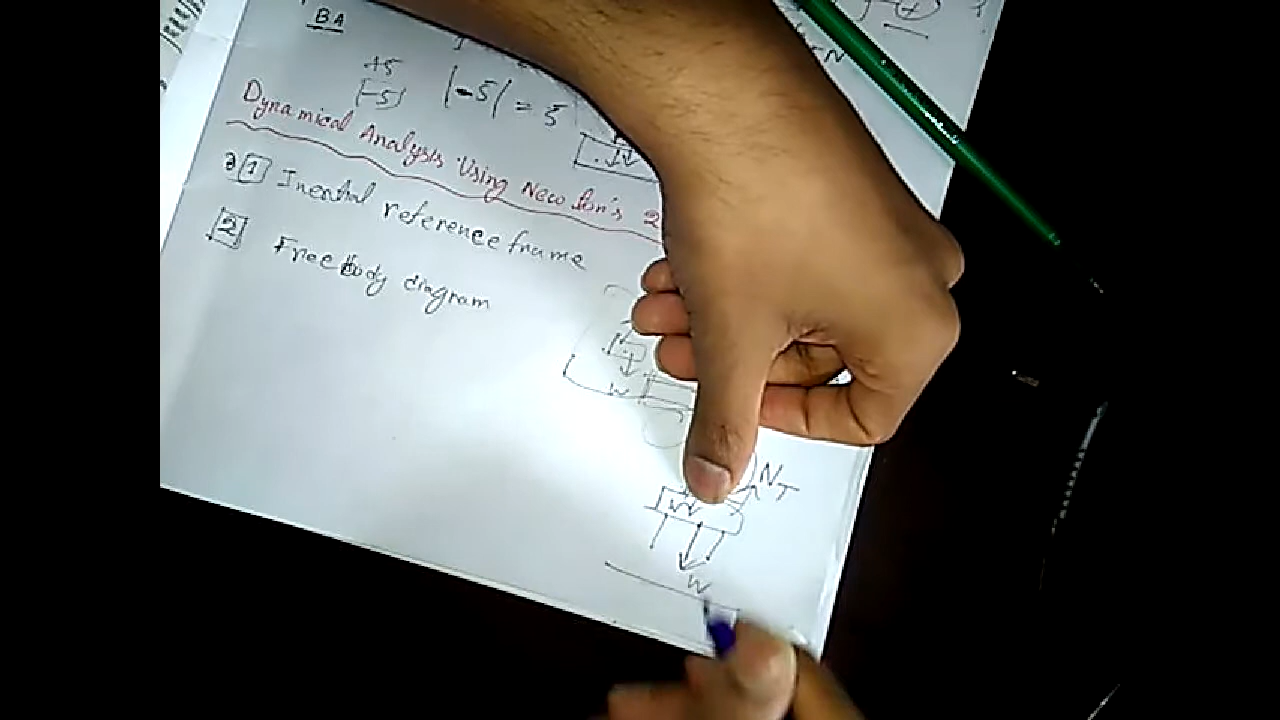 BA
+5
|-5| |-5| = 5
Dynamical Analysis Using Newton's 2
1 Inertial reference frame
2 Free body diagram
W
N T
W
W